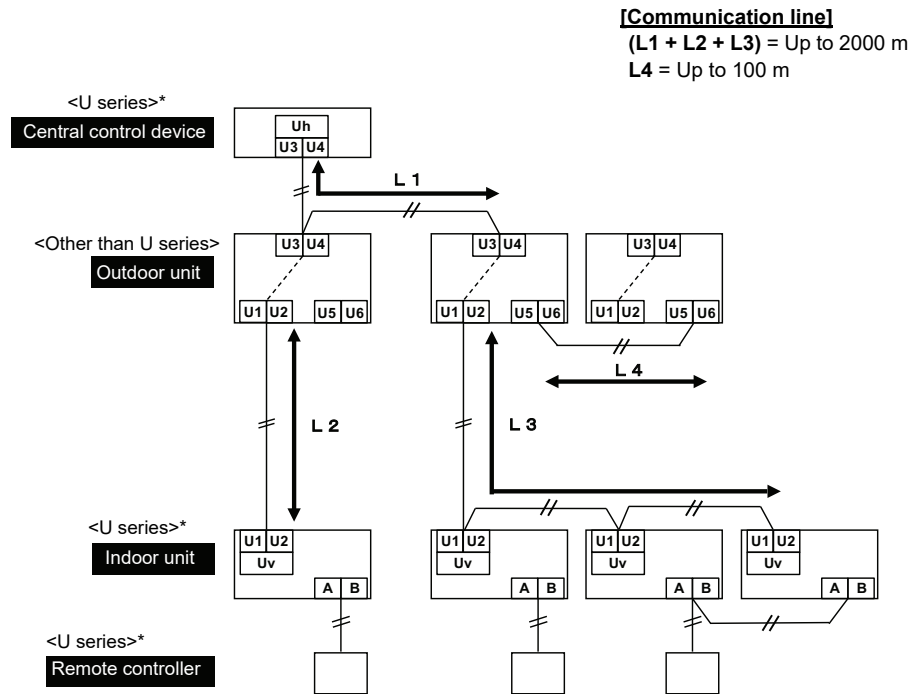 [Communication line]
(L1 + L2 + L3) = Up to 2000 m
L4 = Up to 100 m
<U series>*
Central control device
Uh
U3 U4
L 1
<Other than U series>
Outdoor unit
U3 U4
U3 U4
U3 U4
U1 U2
U5 U6
U1 U2
U5 U6
U1 U2
U5 U6
L 4
L 2
L 3
<U series>*
Indoor unit
U1 U2
Uv
A B
U1 U2
Uv
A B
U1 U2
Uv
A B
U1 U2
Uv
A B
<U series>*
Remote controller